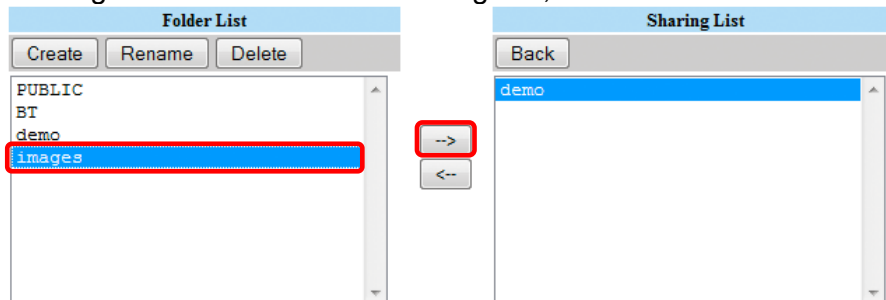 Folder List
Create Rename Delete
PUBLIC
BT
demo
images
-->
<--
Sharing List
Back
demo